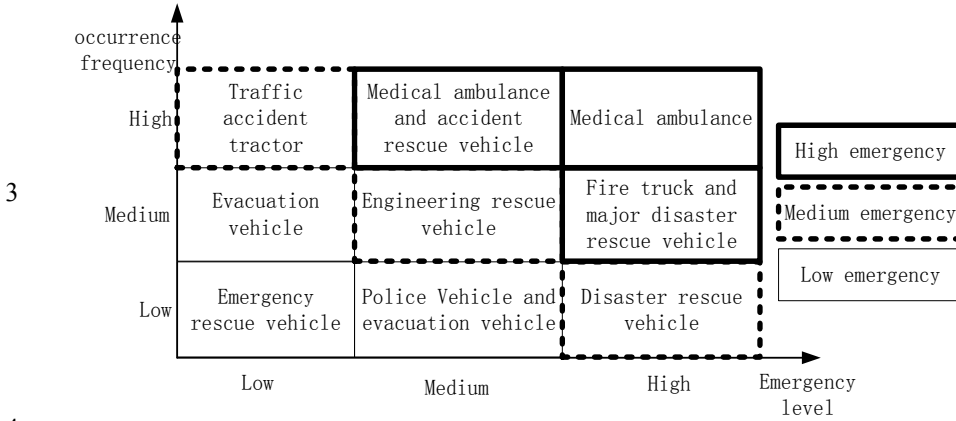 occurrence
frequency
High
Traffic
accident
tractor
Medical ambulance
and accident
rescue vehicle
Medical ambulance
High emergency
3
Medium
Evacuation
vehicle
Engineering rescue
vehicle
Fire truck and
major disaster
rescue vehicle
Medium emergency
Low
Emergency
rescue vehicle
Police Vehicle and
evacuation vehicle
Disaster rescue
vehicle
Low emergency
Low
Medium
High
Emergency
level